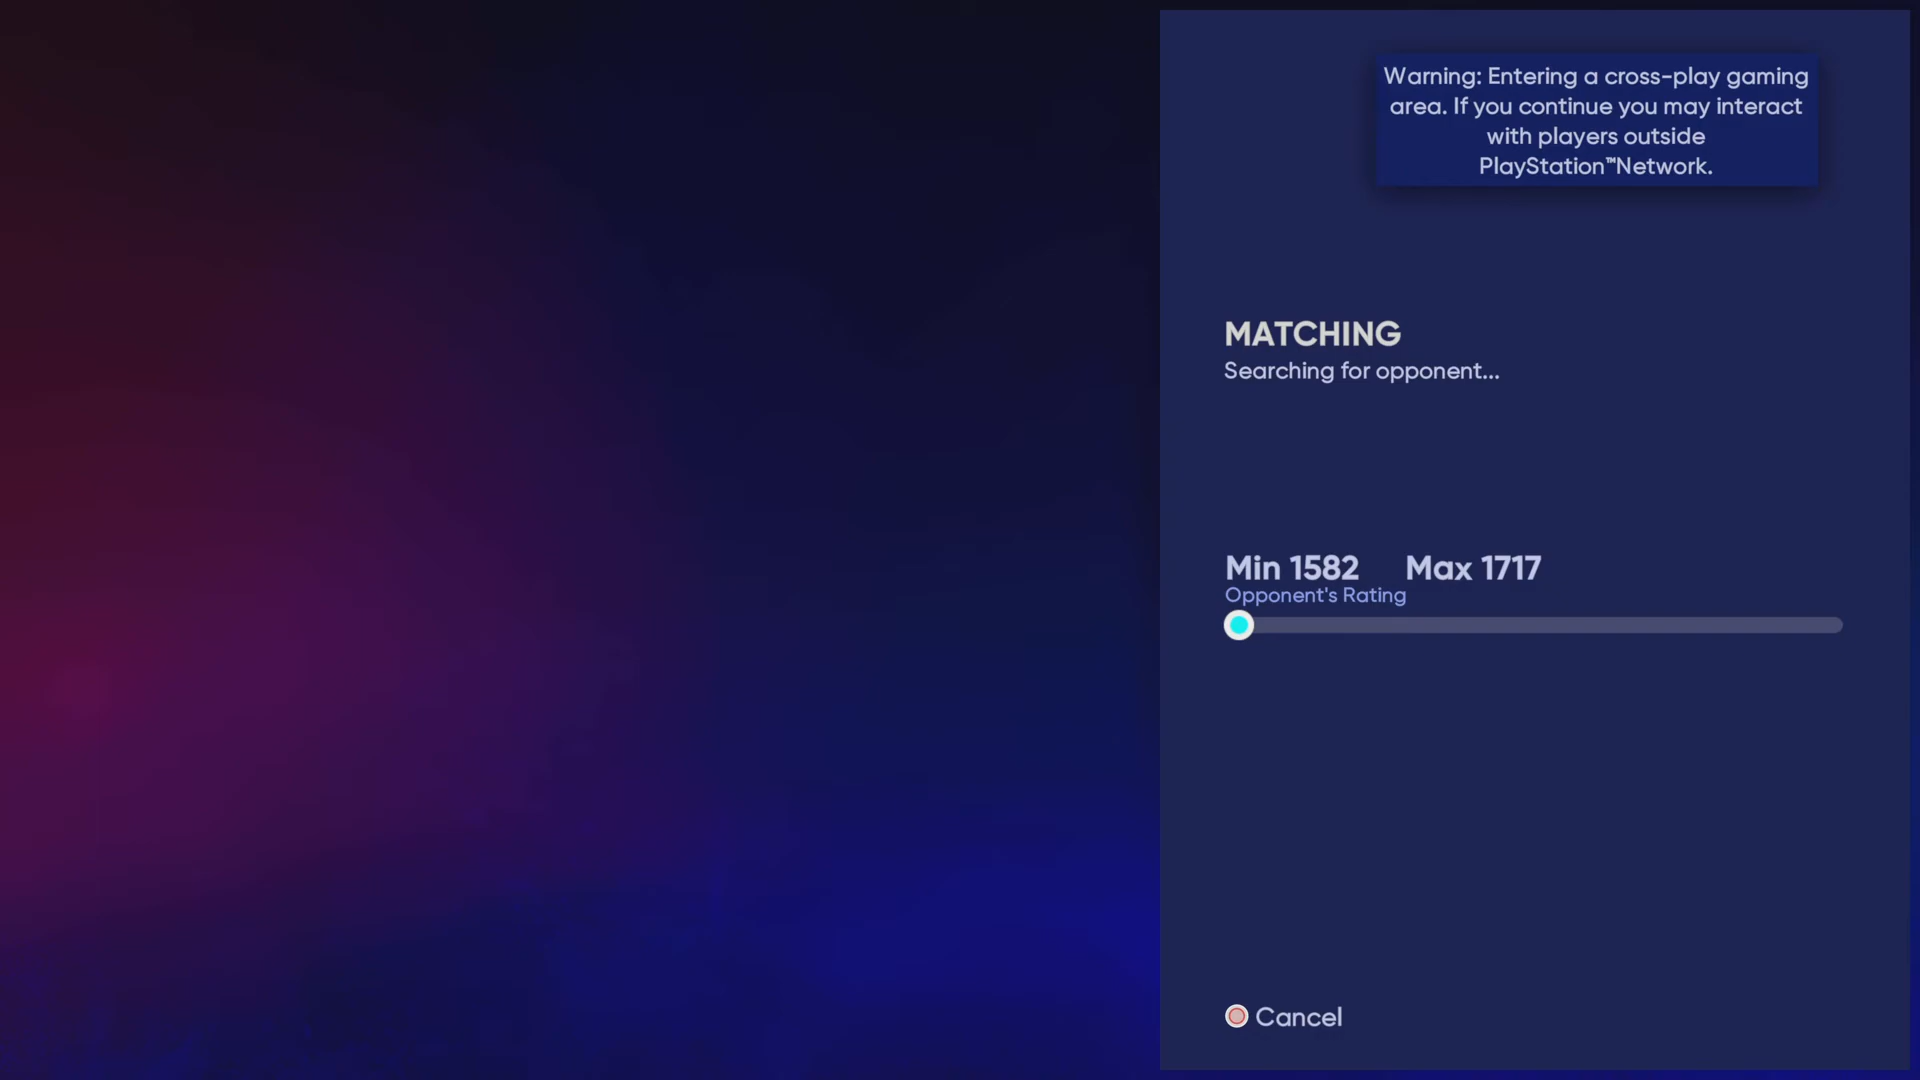 Warning: Entering a cross-play gaming
area. If you continue you may interact
with players outside
PlayStation™Network.
MATCHING
Searching for opponent...
Min 1582 Max 1717
Opponent's Rating
Cancel